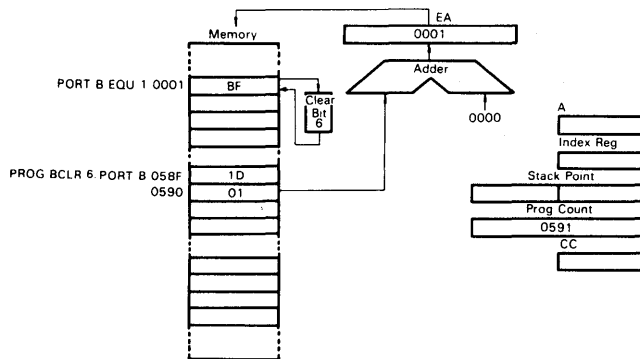 EA
Memory
0001
Adder
PORT B EQU 1 0001
BF
Clear
Bit
6
0000
A
Index Reg
PROG BCLR 6. PORT B 058F
1D
Stack Point
0590
01
Prog Count
0591
CC